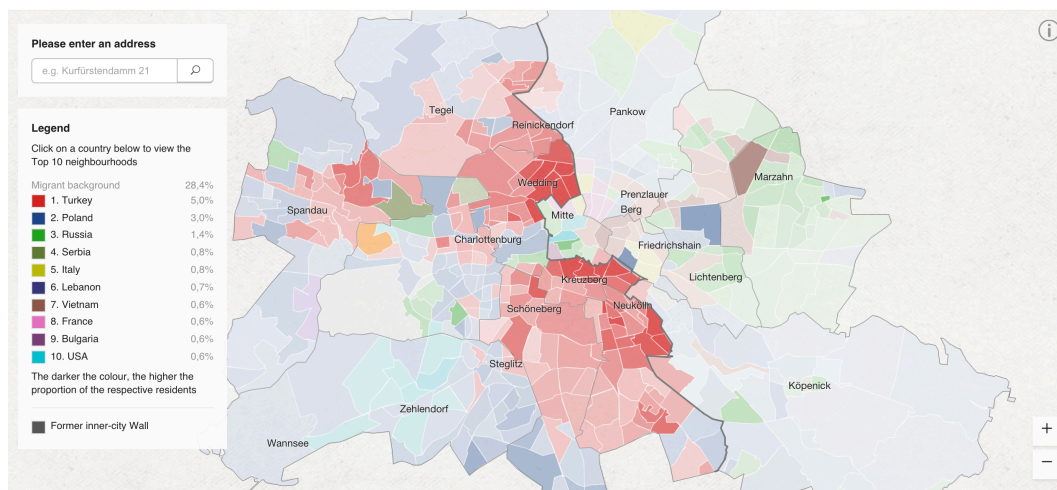 Please enter an address
e.g. Kurfürstendamm 21
Legend
Click on a country below to view the
Top 10 neighbourhoods
Migrant background 28,4%
1. Turkey 5,0%
2. Poland 3,0%
3. Russia 1,4%
4. Serbia 0,8%
5. Italy 0,8%
6. Lebanon 0,7%
7. Vietnam 0,6%
8. France 0,6%
9. Bulgaria 0,6%
10. USA 0,6%
The darker the colour, the higher the
proportion of the respective residents
Former inner-city Wall
Tegel
Reinickendorf
Pankow
Marzahn
Wedding
Prenzlauer
Berg
Spandau
Mitte
Charlottenburg
Friedrichshain
Lichtenberg
Kreuzberg
Schöneberg
Neukölln
Steglitz
Köpenick
Zehlendorf
Wannsee
i
+
−